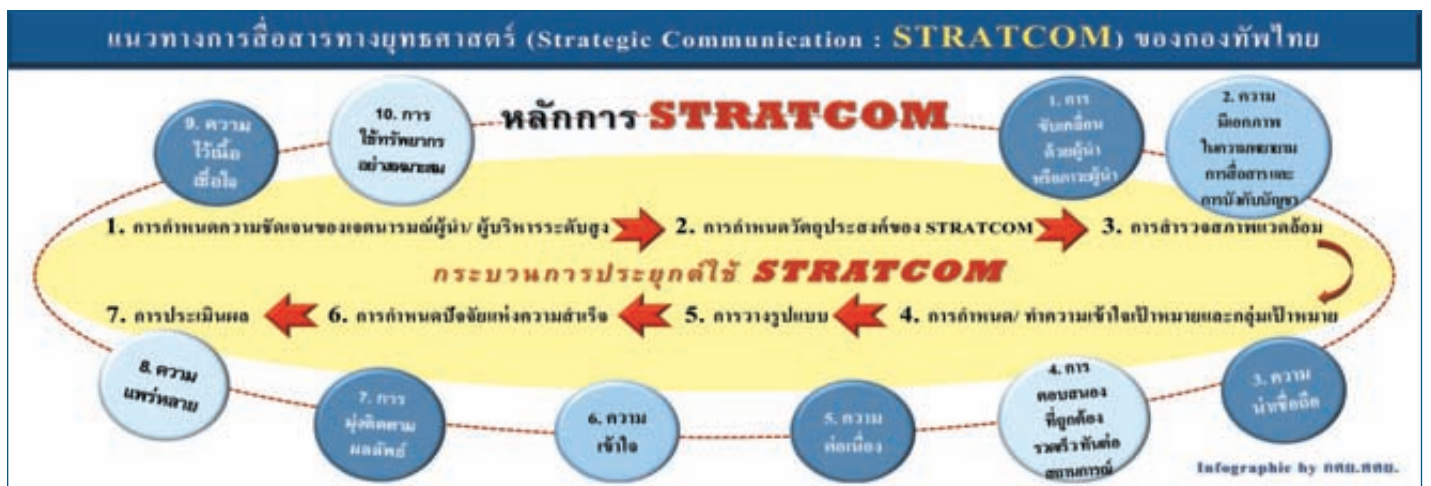 แนวทางการสื่อสารทางยุทธศาสตร์ (Strategic Communication : STRATCOM) ของกองทัพไทย
หลักการ STRATCOM
1. การ
ขับเคลื่อน
ด้วยผู้นำ
หรือภาวะผู้นำ
2. ความ
มีเอกภาพ
ในความพยายาม
การสื่อสารและ
การบังคับบัญชา
3. ความ
น่าเชื่อถือ
4. การ
ตอบสนอง
ที่ถูกต้อง
รวดเร็วทันต่อ
สถานการณ์
5. ความ
ต่อเนื่อง
6. ความ
เข้าใจ
7. การ
มุ่งติดตาม
ผลลัพธ์
8. ความ
แพร่หลาย
9. ความ
ไว้เนื้อ
เชื่อใจ
10. การ
ใช้ทรัพยากร
อย่างเหมาะสม
กระบวนการประยุกต์ใช้ STRATCOM
1. การกำหนดความชัดเจนของเจตนารมณ์ผู้นำ/ ผู้บริหารระดับสูง
2. การกำหนดวัตถุประสงค์ของ STRATCOM
3. การสำรวจสภาพแวดล้อม
4. การกำหนด/ ทำความเข้าใจเป้าหมายและกลุ่มเป้าหมาย
5. การวางรูปแบบ
6. การกำหนดปัจจัยแห่งความสำเร็จ
7. การประเมินผล
Infographic by